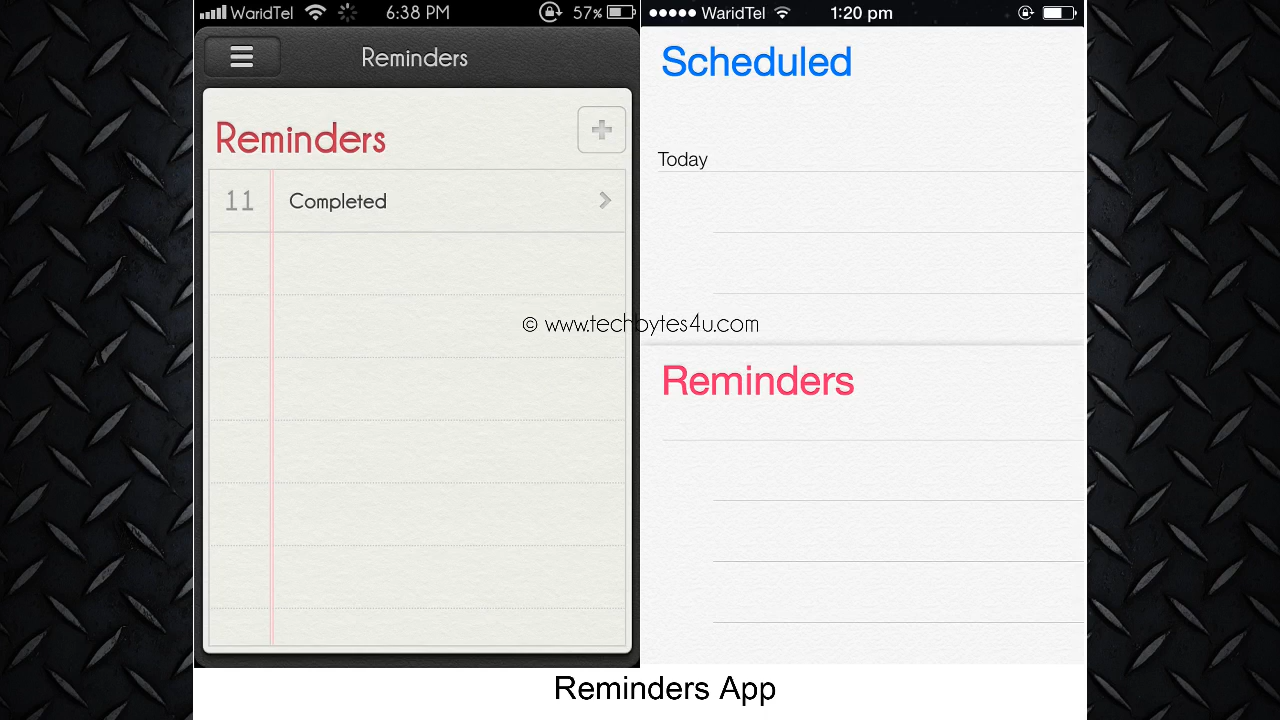 WaridTel 6:38 PM 57%
Reminders
Reminders
11 Completed
WaridTel 1:20 pm
Scheduled
Today
© www.techbytes4u.com
Reminders
Reminders App